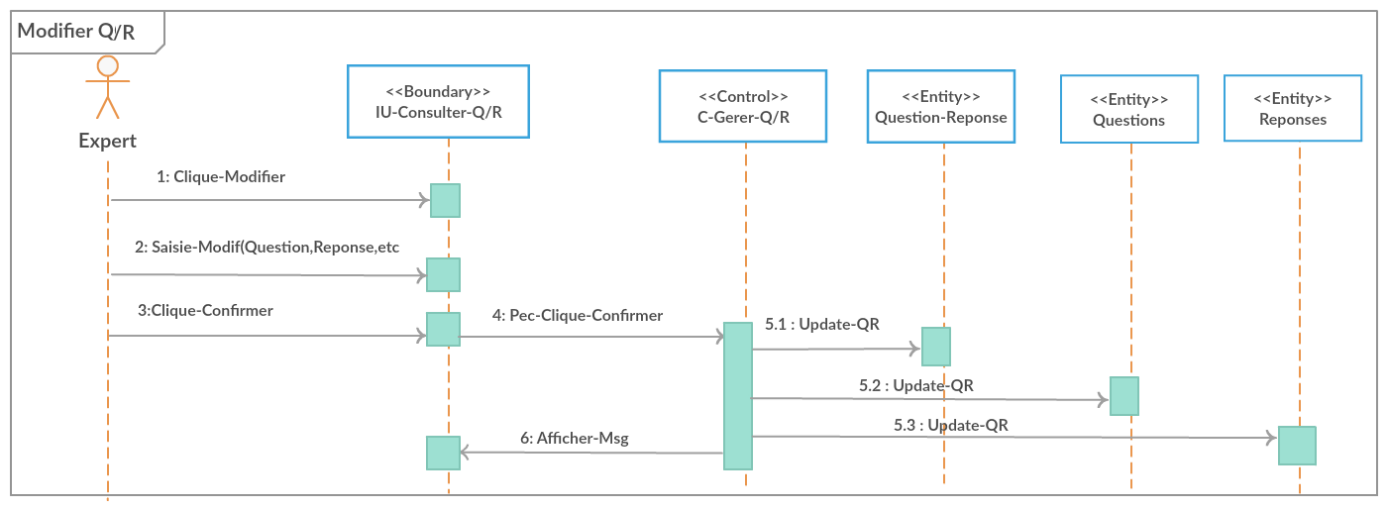 Modifier Q/R
Expert
<<Boundary>>
IU-Consulter-Q/R
<<Control>>
C-Gerer-Q/R
<<Entity>>
Question-Reponse
<<Entity>>
Questions
<<Entity>>
Reponses
1: Clique-Modifier
2: Saisie-Modif(Question,Reponse,etc
3:Clique-Confirmer
4: Pec-Clique-Confirmer
5.1 : Update-QR
5.2 : Update-QR
5.3 : Update-QR
6: Afficher-Msg